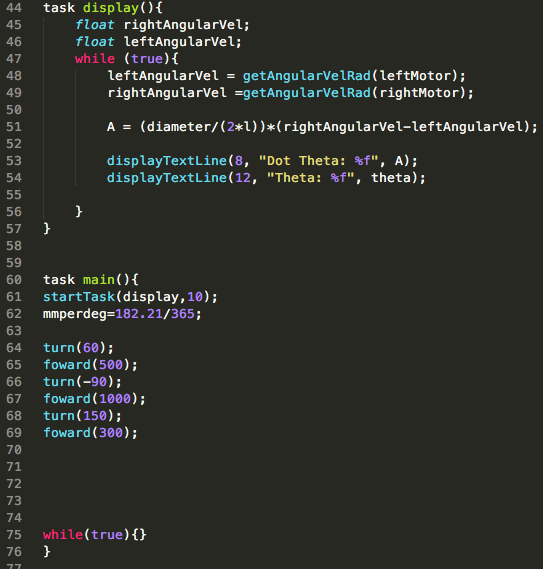 44 task display(){
45 float rightAngularVel;
46 float leftAngularVel;
47 while (true){
48 leftAngularVel = getAngularVelRad(leftMotor);
49 rightAngularVel =getAngularVelRad(rightMotor);
50
51 A = (diameter/(2*l))*(rightAngularVel-leftAngularVel);
52
53 displayTextLine(8, "Dot Theta: %f", A);
54 displayTextLine(12, "Theta: %f", theta);
55
56 }
57 }
58
59
60 task main(){
61 startTask(display,10);
62 mmperdeg=182.21/365;
63
64 turn(60);
65 foward(500);
66 turn(-90);
67 foward(1000);
68 turn(150);
69 foward(300);
70
71
72
73
74
75 while(true){}
76 }
77